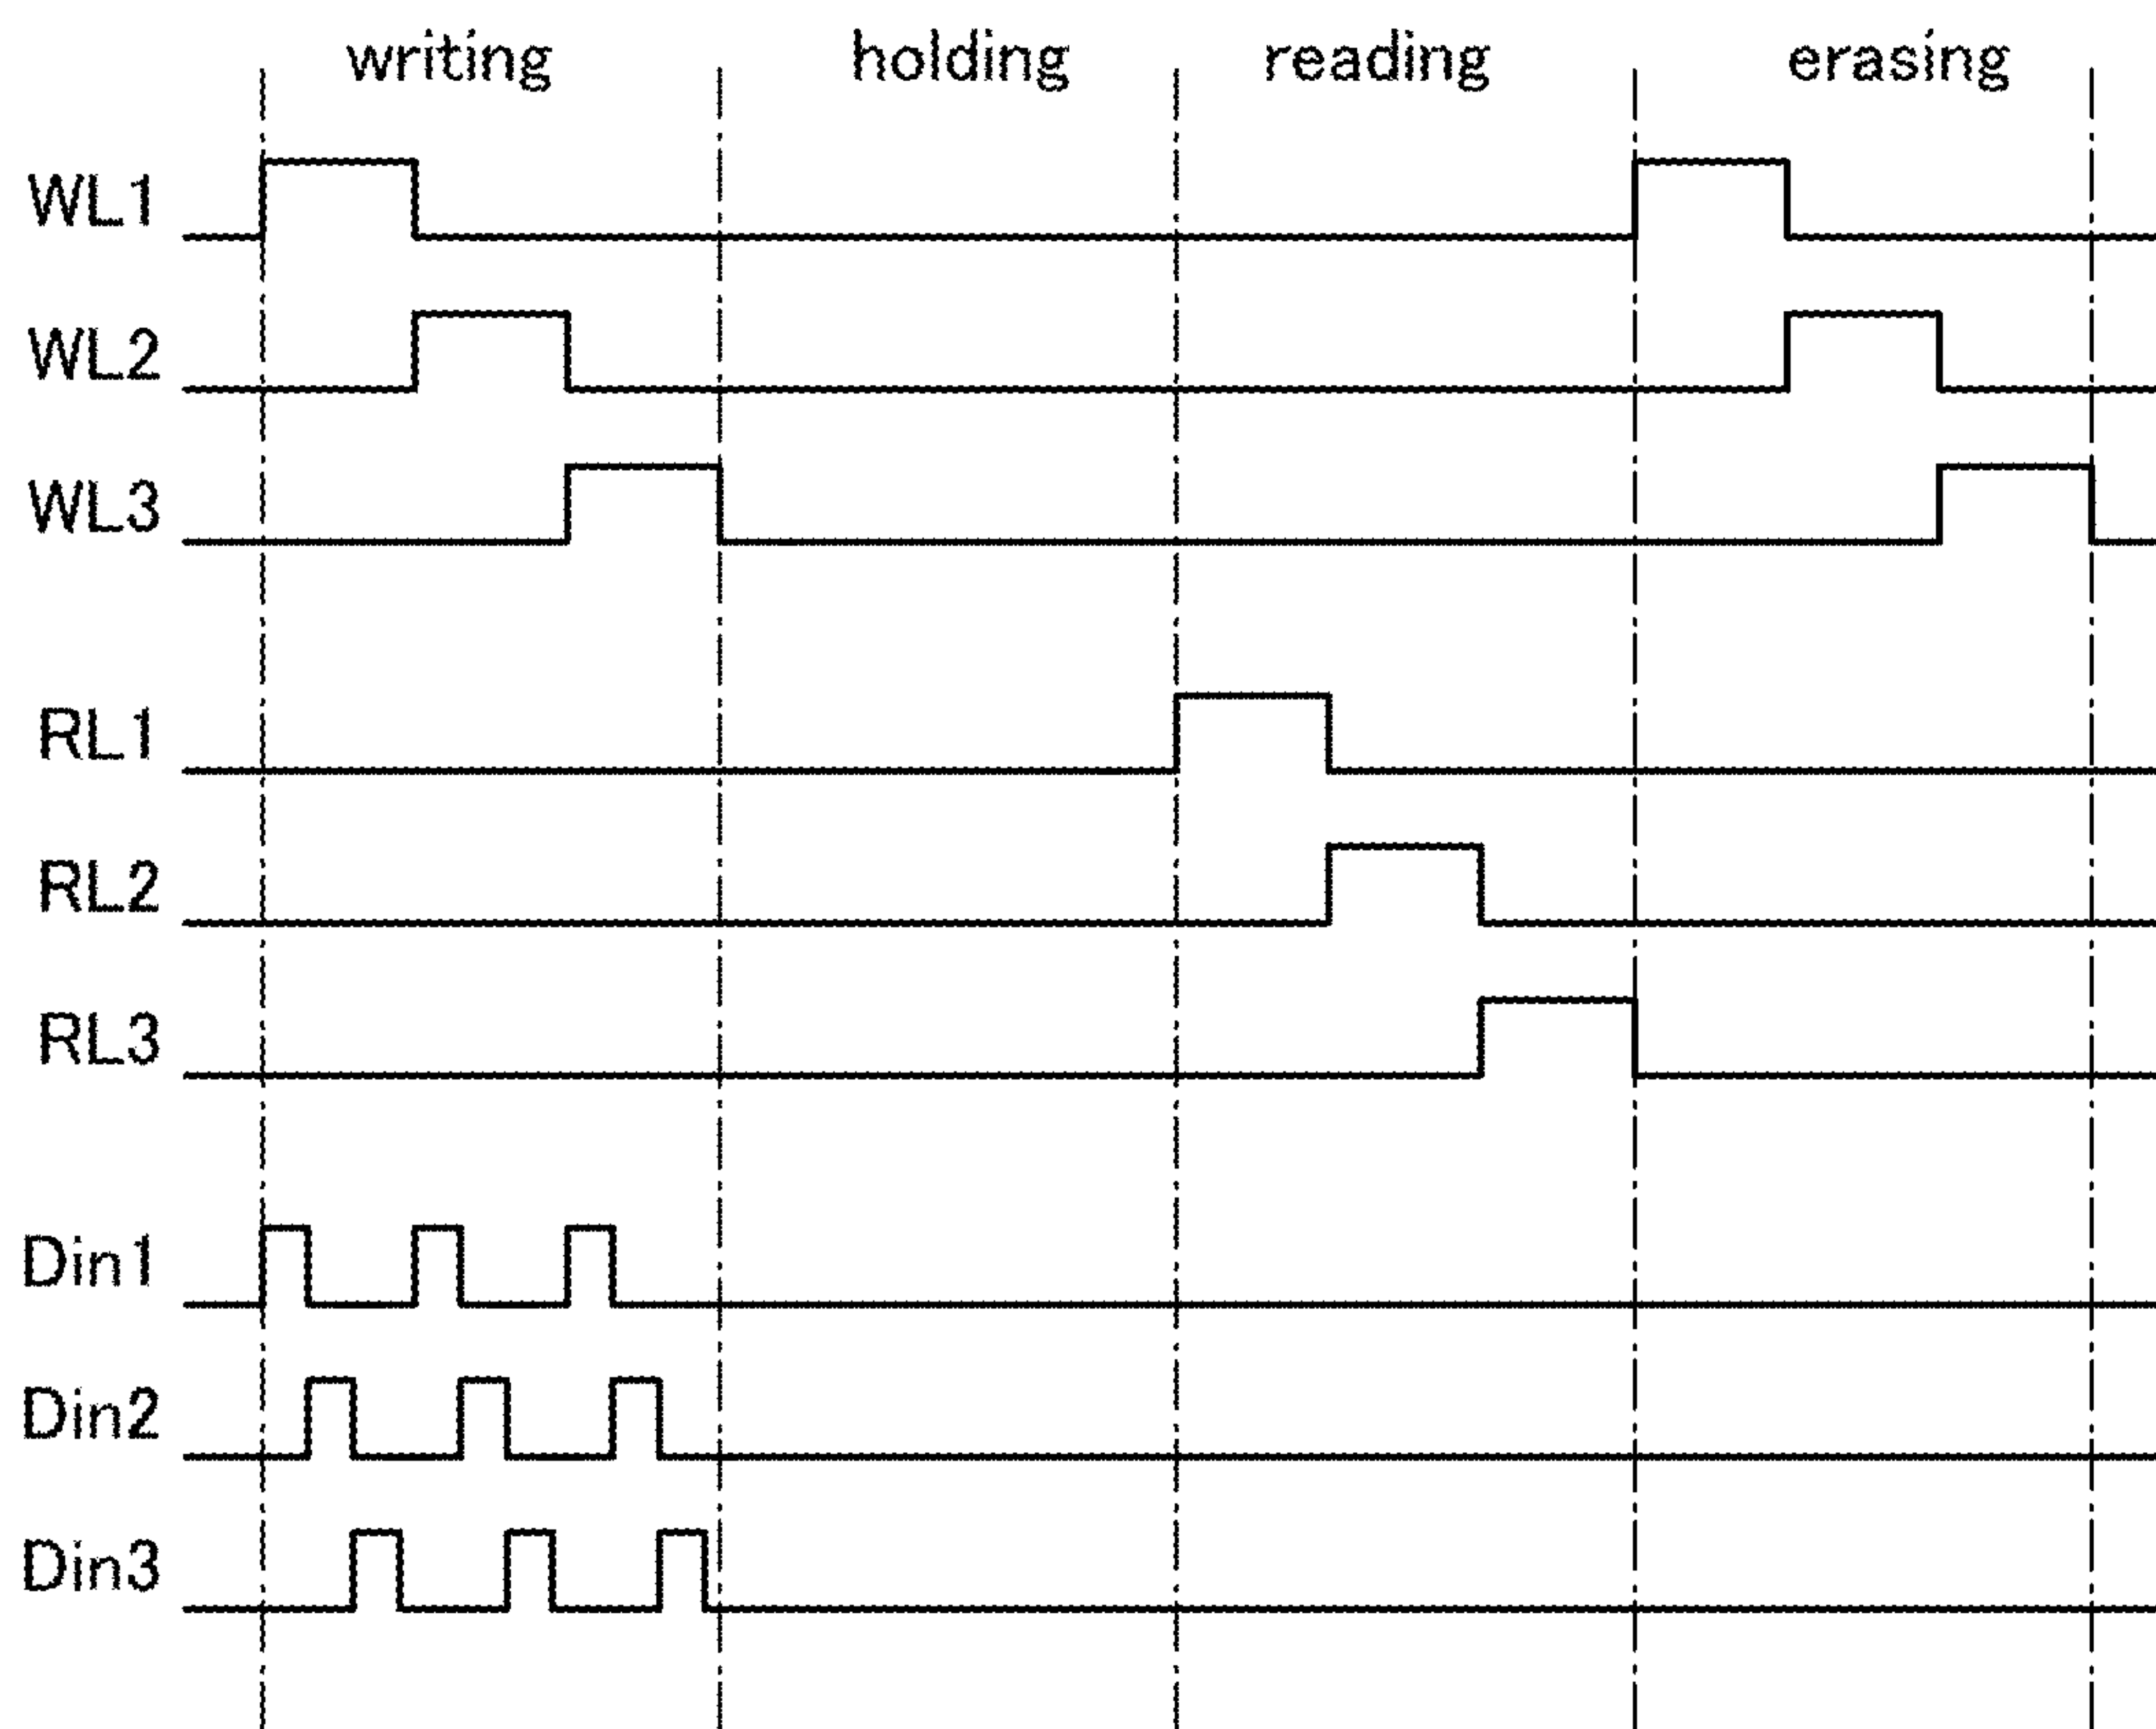 writing holding reading erasing
WL1
WL2
WL3
RL1
RL2
RL3
Din1
Din2
Din3